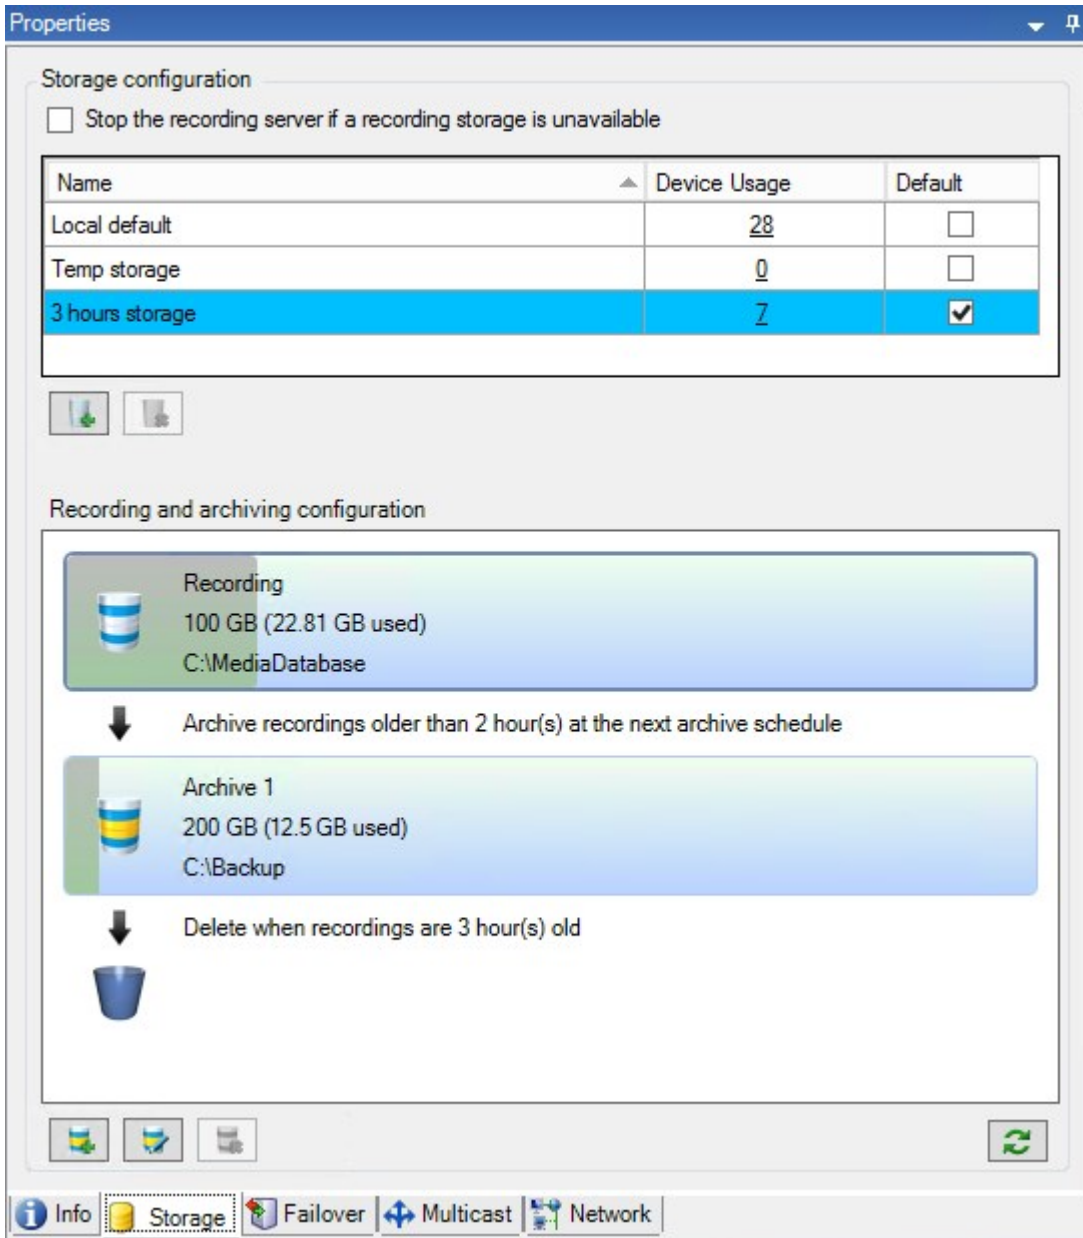 Properties
Storage configuration
Stop the recording server if a recording storage is unavailable
Name Device Usage Default
Local default 28
Temp storage 0
3 hours storage 7
Recording and archiving configuration
Recording
100 GB (22.81 GB used)
C:\MediaDatabase
Archive recordings older than 2 hour(s) at the next archive schedule
Archive 1
200 GB (12.5 GB used)
C:\Backup
Delete when recordings are 3 hour(s) old
Info Storage Failover Multicast Network